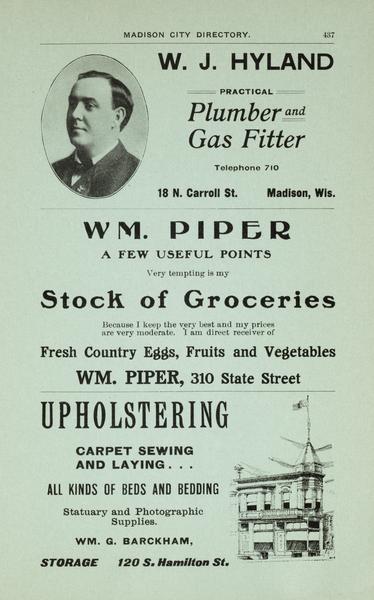 MADISON CITY DIRECTORY. 437
W. J. HYLAND
PRACTICAL
Plumber and
Gas Fitter
Telephone 710
18 N. Carroll St. Madison, Wis.
WM. PIPER
A FEW USEFUL POINTS
Very tempting is my
Stock of Groceries
Because I keep the very best and my prices
are very moderate. I am direct receiver of
Fresh Country Eggs, Fruits and Vegetables
WM. PIPER, 310 State Street
UPHOLSTERING
CARPET SEWING
AND LAYING...
ALL KINDS OF BEDS AND BEDDING
Statuary and Photographic
Supplies.
WM. G. BARCKHAM,
STORAGE 120 S. Hamilton St.